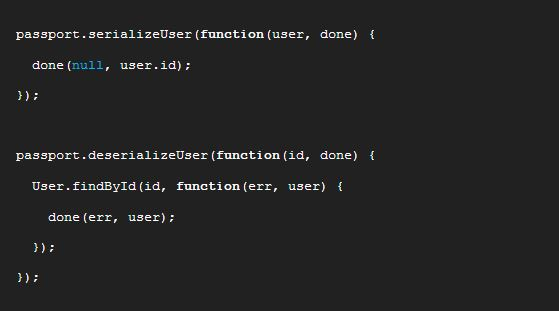 passport.serializeUser(function(user, done) {
  done(null, user.id);
});
passport.deserializeUser(function(id, done) {
  User.findById(id, function(err, user) {
    done(err, user);
  });
});